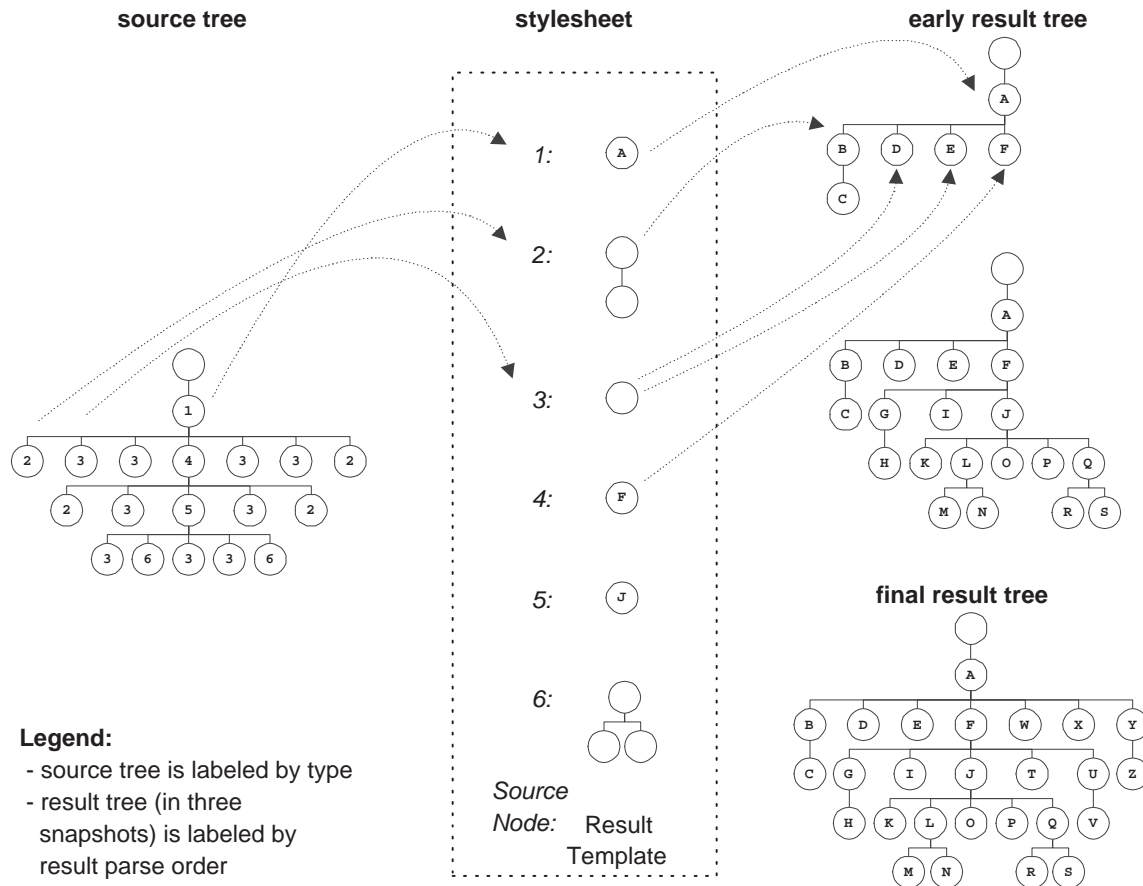 source tree
1
2 3 3 4 3 3 2
2 3 5 3 2
3 6 3 3 6
Legend:
- source tree is labeled by type
- result tree (in three
snapshots) is labeled by
result parse order
stylesheet
1: A
2:
3:
4: F
5: J
6:
Source
Node: Result
Template
early result tree
A
B D E F
C
A
B D E F
C G I J
H K L O P Q
M N R S
final result tree
A
B D E F W X Y
C G I J T U Z
H K L O P Q V
M N R S